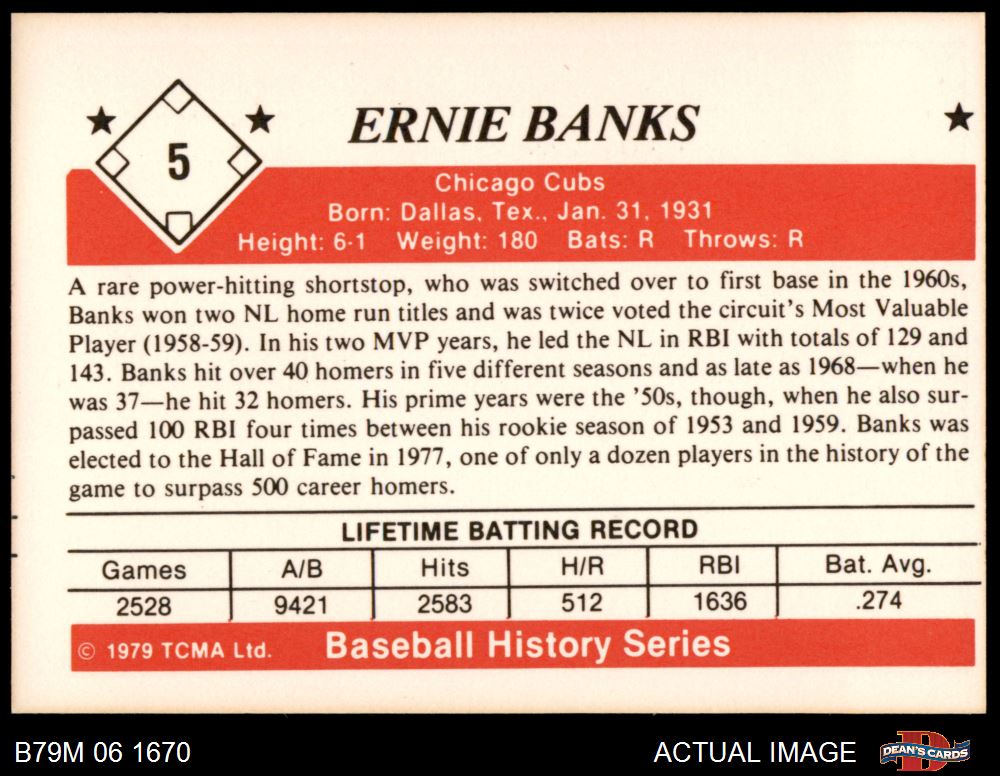 ERNIE BANKS
5
Chicago Cubs
Born: Dallas, Tex., Jan. 31, 1931
Height: 6-1 Weight: 180 Bats: R Throws: R
A rare power-hitting shortstop, who was switched over to first base in the 1960s,
Banks won two NL home run titles and was twice voted the circuit's Most Valuable
Player (1958-59). In his two MVP years, he led the NL in RBI with totals of 129 and
143. Banks hit over 40 homers in five different seasons and as late as 1968—when he
was 37—he hit 32 homers. His prime years were the '50s, though, when he also sur-
passed 100 RBI four times between his rookie season of 1953 and 1959. Banks was
elected to the Hall of Fame in 1977, one of only a dozen players in the history of the
game to surpass 500 career homers.
LIFETIME BATTING RECORD
Games A/B Hits H/R RBI Bat. Avg.
2528 9421 2583 512 1636 .274
© 1979 TCMA Ltd. Baseball History Series
B79M 06 1670 ACTUAL IMAGE DEAN'S CARDS